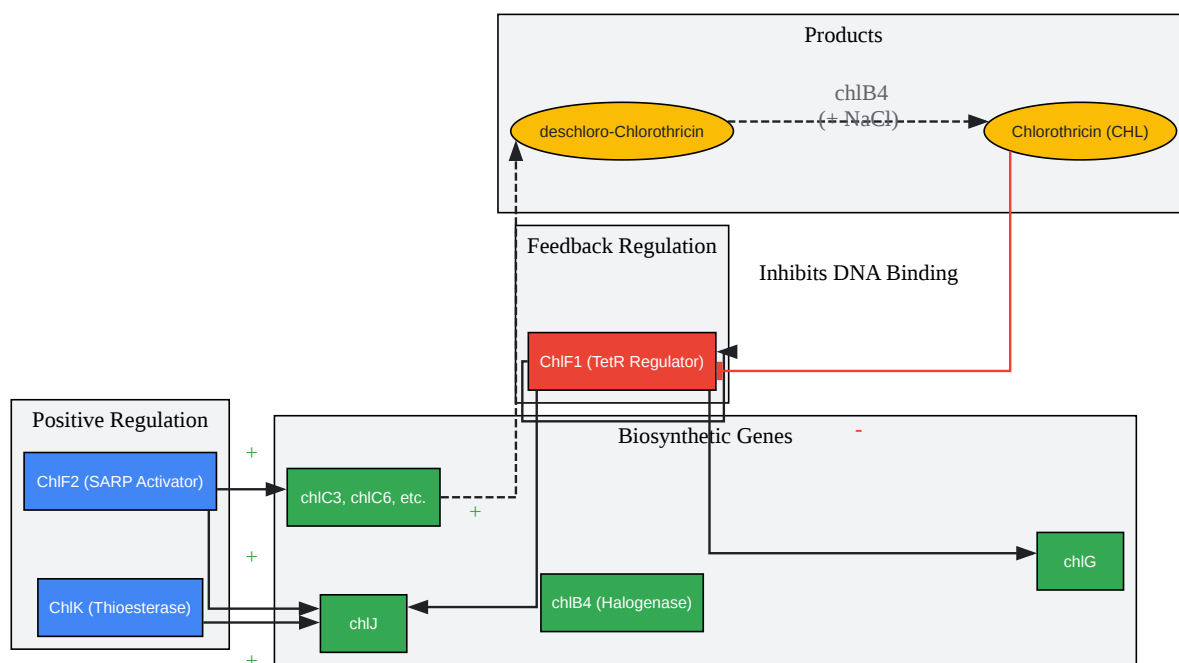 Products
chlB4
(+ NaCl)
deschloro-Chlorothricin
Chlorothricin (CHL)
Feedback Regulation
Inhibits DNA Binding
ChlF1 (TetR Regulator)
Positive Regulation
Biosynthetic Genes
-
+
ChlF2 (SARP Activator)
chlC3, chlC6, etc.
+
+
chlG
ChlK (Thioesterase)
chlB4 (Halogenase)
chlJ
+